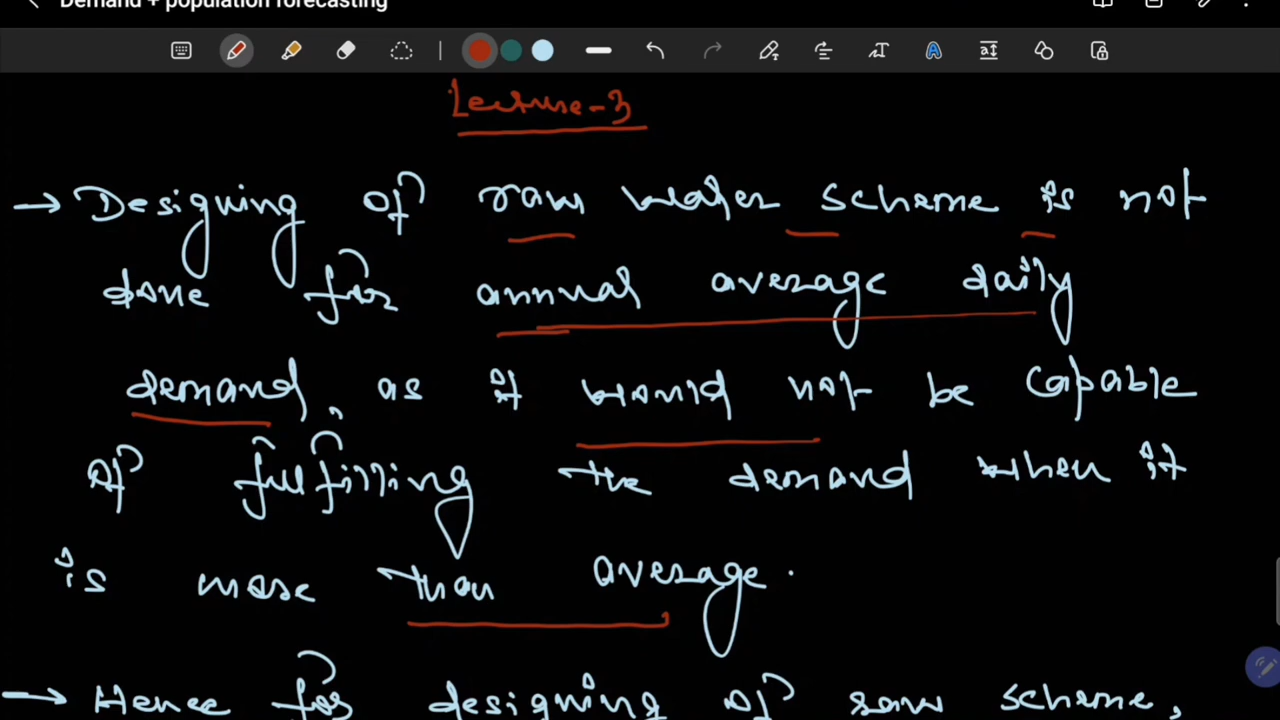 Demand + population forecasting
Lecture-3
→ Designing of raw water scheme is not
done for annual average daily
demand, as it would not be capable
of fulfilling the demand when it
is more than average.
→ Hence for designing of raw scheme,